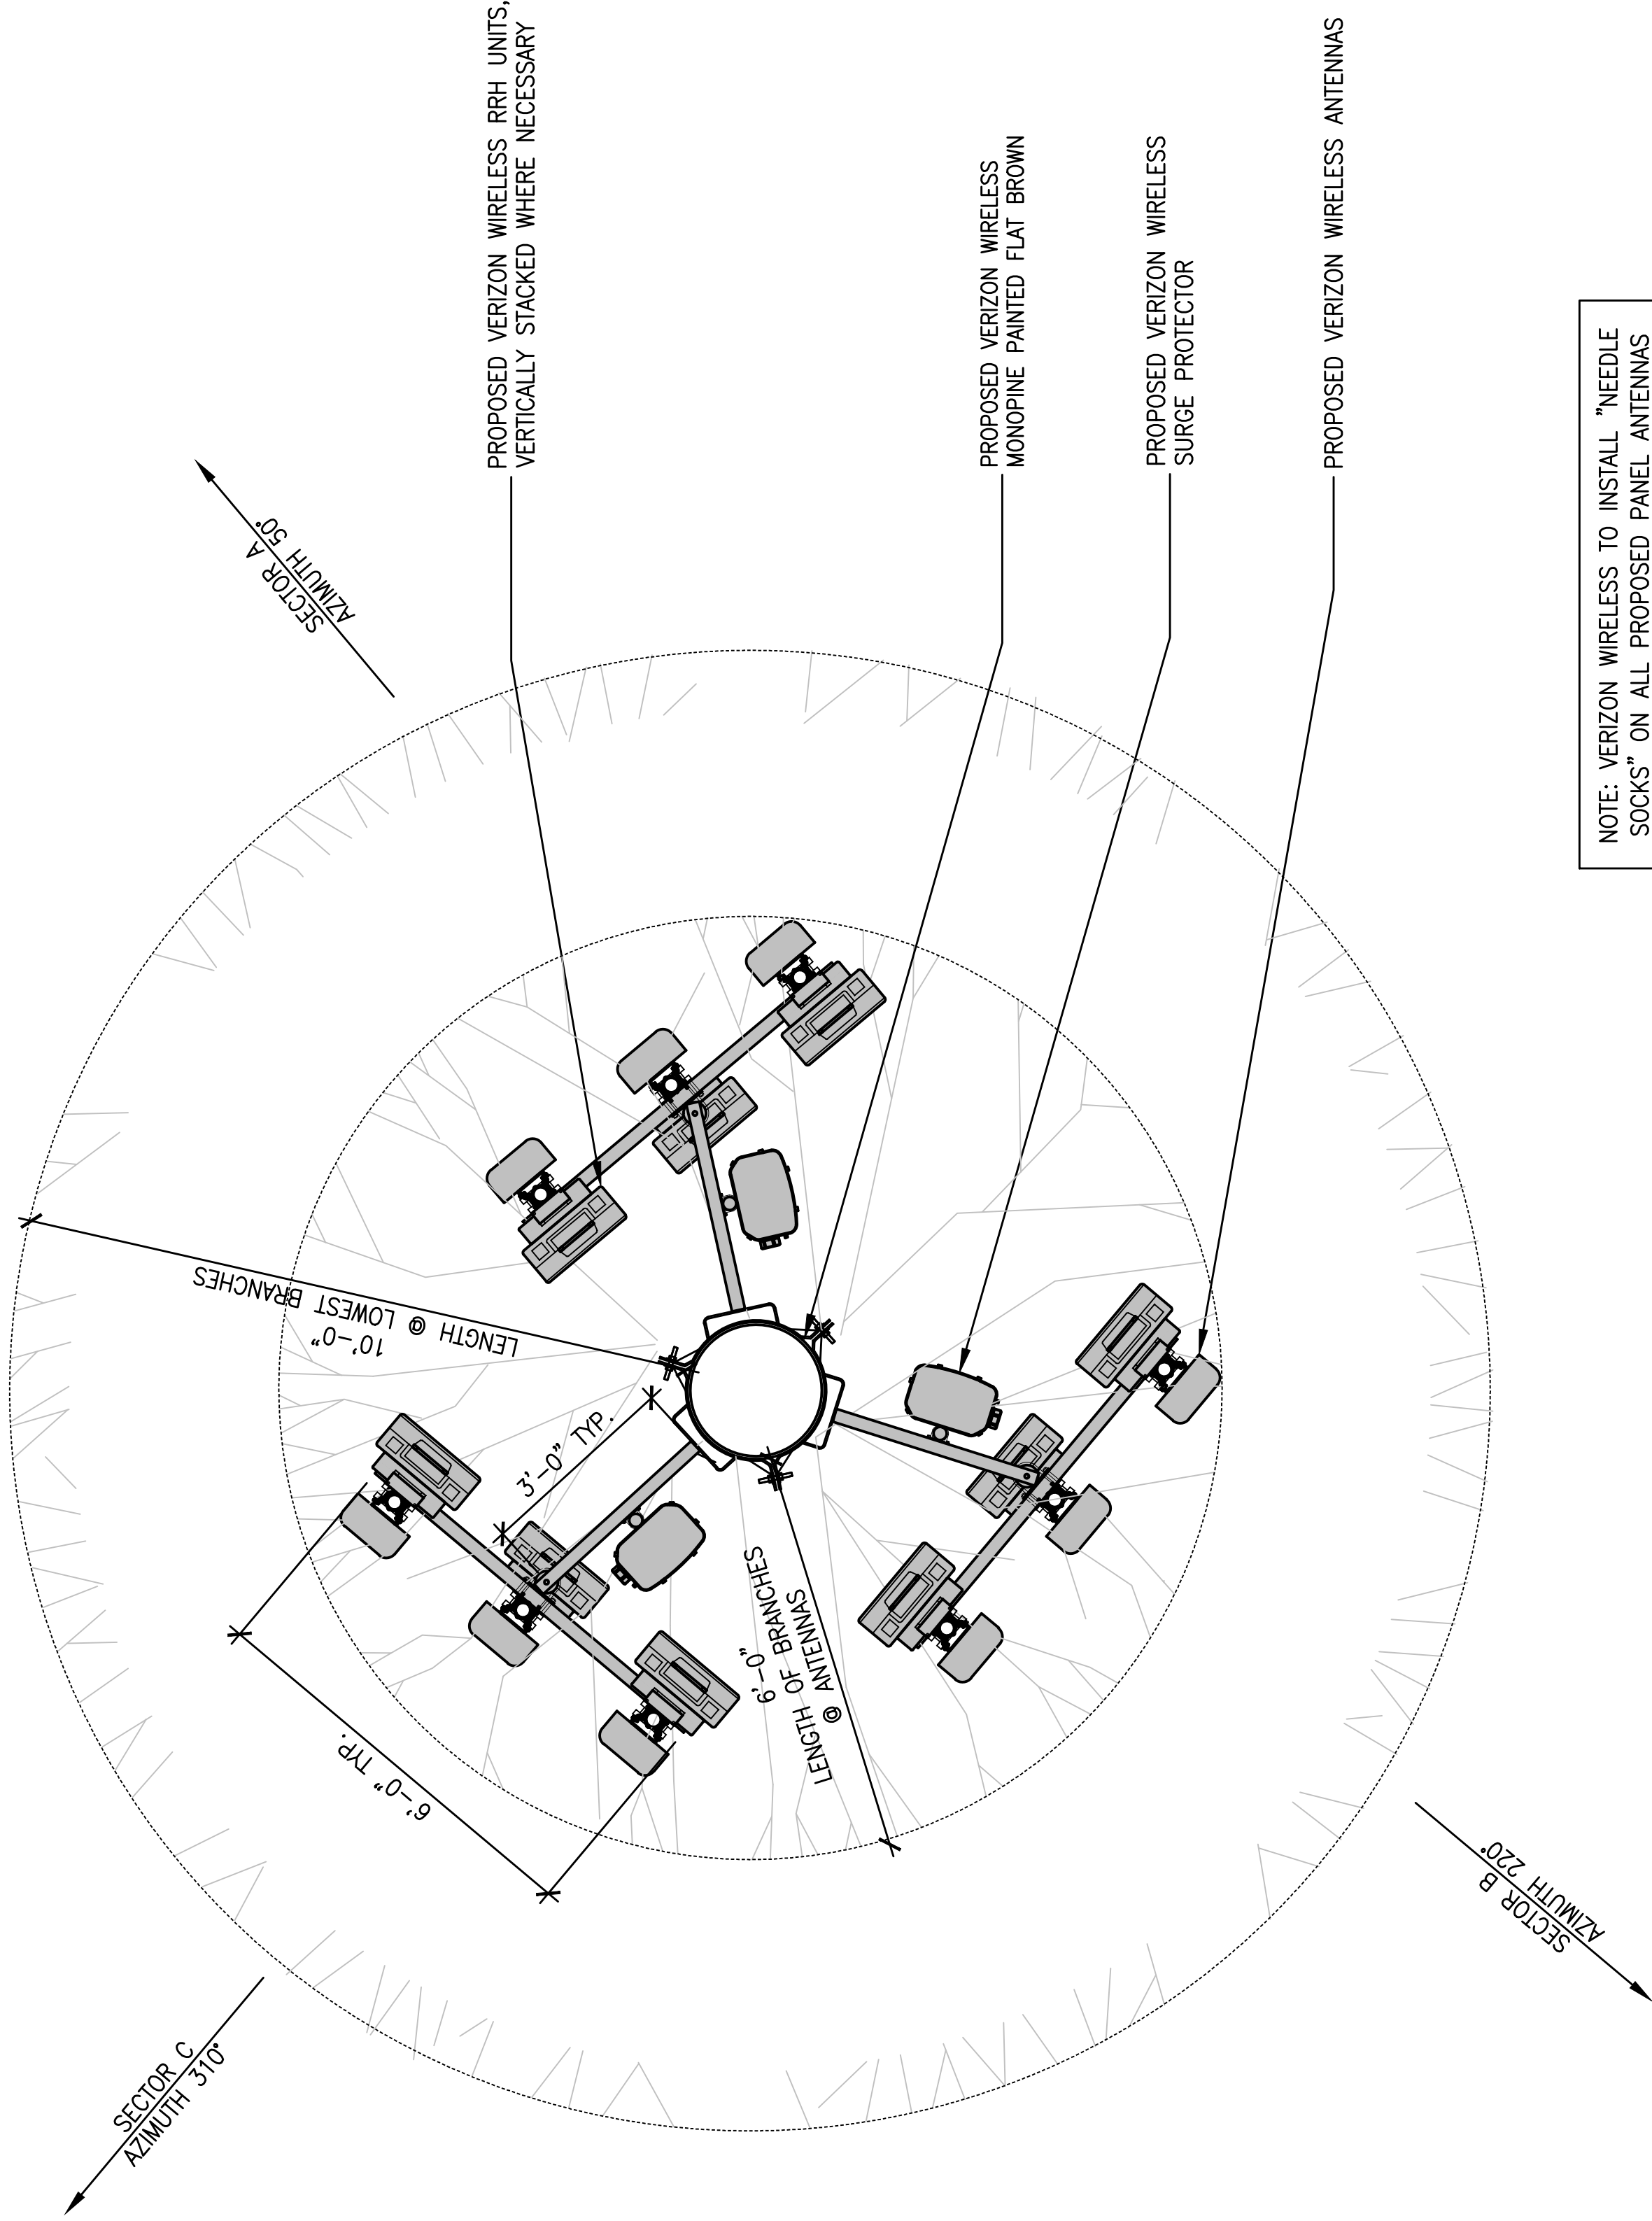 PROPOSED VERIZON WIRELESS RRH UNITS,
VERTICALLY STACKED WHERE NECESSARY
PROPOSED VERIZON WIRELESS
MONOPINE PAINTED FLAT BROWN
PROPOSED VERIZON WIRELESS
SURGE PROTECTOR
PROPOSED VERIZON WIRELESS ANTENNAS
NOTE: VERIZON WIRELESS TO INSTALL "NEEDLE
SOCKS" ON ALL PROPOSED PANEL ANTENNAS
SECTOR A
AZIMUTH 50°
10'-0"
LENGTH @ LOWEST BRANCHES
3'-0" TYP.
6'-0"
LENGTH OF BRANCHES
@ ANTENNAS
6'-0" TYP.
SECTOR C
AZIMUTH 310°
SECTOR B
AZIMUTH 220°